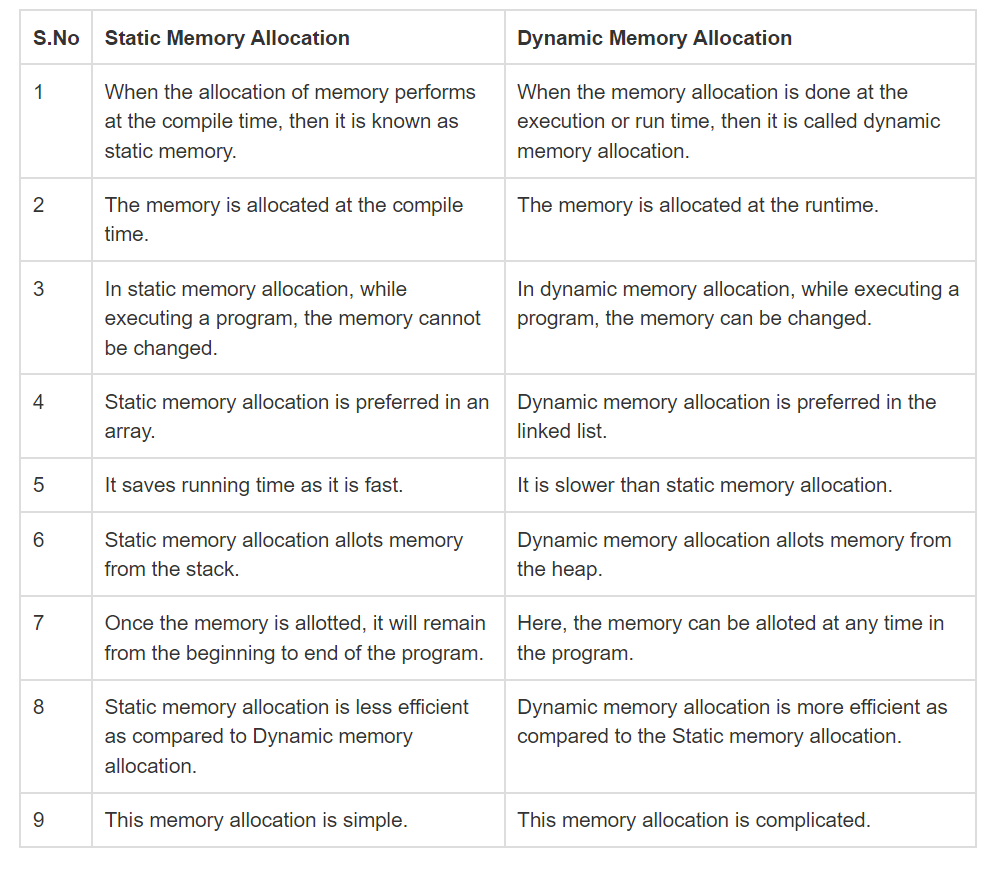 S.No Static Memory Allocation Dynamic Memory Allocation
1 When the allocation of memory performs
at the compile time, then it is known as
static memory.
When the memory allocation is done at the
execution or run time, then it is called dynamic
memory allocation.
2 The memory is allocated at the compile
time.
The memory is allocated at the runtime.
3 In static memory allocation, while
executing a program, the memory cannot
be changed.
In dynamic memory allocation, while executing a
program, the memory can be changed.
4 Static memory allocation is preferred in an
array.
Dynamic memory allocation is preferred in the
linked list.
5 It saves running time as it is fast.
It is slower than static memory allocation.
6 Static memory allocation allots memory
from the stack.
Dynamic memory allocation allots memory from
the heap.
7 Once the memory is allotted, it will remain
from the beginning to end of the program.
Here, the memory can be alloted at any time in
the program.
8 Static memory allocation is less efficient
as compared to Dynamic memory
allocation.
Dynamic memory allocation is more efficient as
compared to the Static memory allocation.
9 This memory allocation is simple.
This memory allocation is complicated.